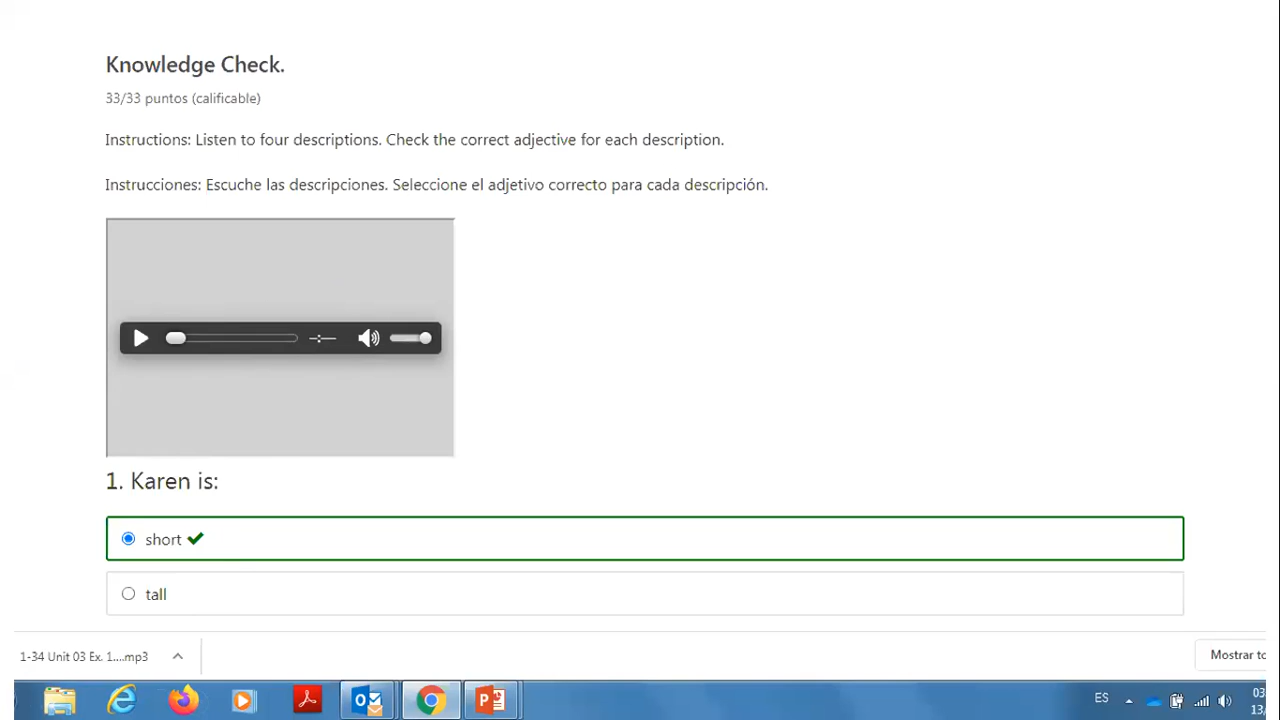 Knowledge Check.
33/33 puntos (calificable)
Instructions: Listen to four descriptions. Check the correct adjective for each description.
Instrucciones: Escuche las descripciones. Seleccione el adjetivo correcto para cada descripción.
1. Karen is:
short
tall
1-34 Unit 03 Ex. 1....mp3
Mostrar to
ES
03
13/